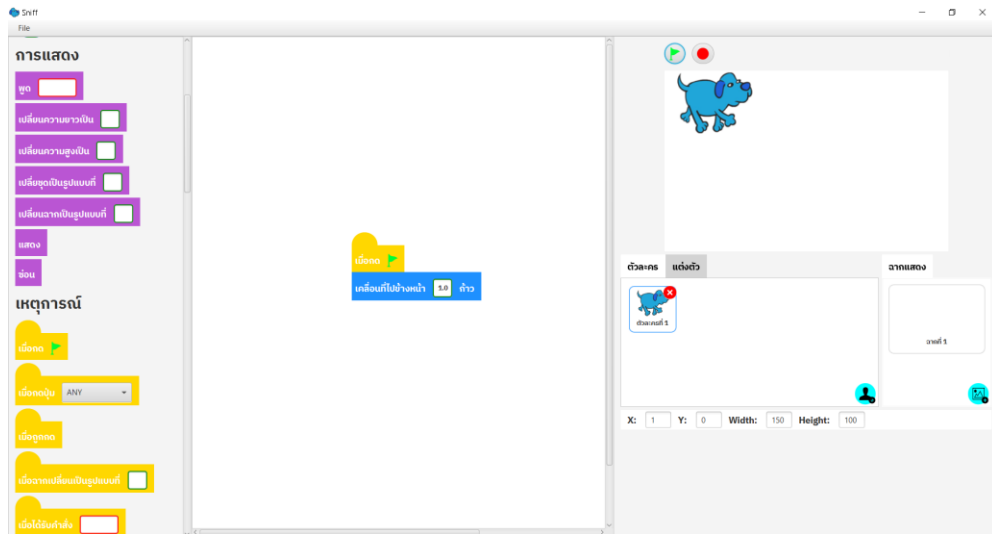 Sniff
File
การแสดง
พูด
เปลี่ยนความยาวเป็น
เปลี่ยนความสูงเป็น
เปลี่ยชุดเป็นรูปแบบที่
เปลี่ยนฉากเป็นรูปแบบที่
แสดง
ซ่อน
เหตุการณ์
เมื่อกด
เมื่อกดปุ่ม ANY
เมื่อถูกกด
เมื่อฉากเปลี่ยนเป็นรูปแบบที่
เมื่อได้รับคำสั่ง
เมื่อกด
เคลื่อนที่ไปข้างหน้า 1.0 ก้าว
ตัวละคร แต่งตัว
ตัวละครที่ 1
ฉากแสดง
ฉากที่ 1
X: 1 Y: 0 Width: 150 Height: 100